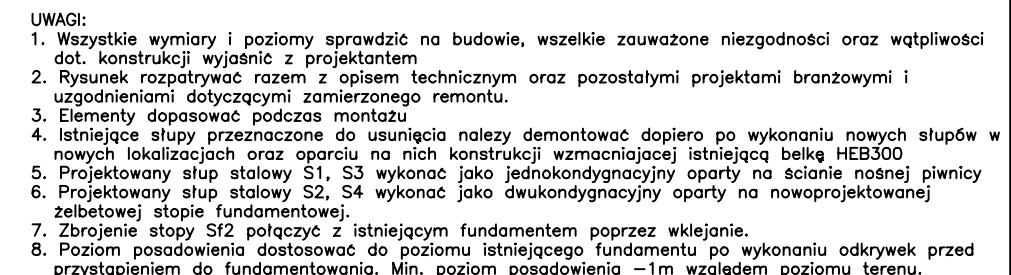 UWAGI:
1. Wszystkie wymiary i poziomy sprawdzić na budowie, wszelkie zauważone niezgodności oraz wątpliwości
dot. konstrukcji wyjaśnić z projektantem
2. Rysunek rozpatrywać razem z opisem technicznym oraz pozostałymi projektami branżowymi i
uzgodnieniami dotyczącymi zamierzonego remontu.
3. Elementy dopasować podczas montażu
4. Istniejące słupy przeznaczone do usunięcia nalezy demontować dopiero po wykonaniu nowych słupów w
nowych lokalizacjach oraz oparciu na nich konstrukcji wzmacniajacej istniejącą belkę HEB300
5. Projektowany słup stalowy S1, S3 wykonać jako jednokondygnacyjny oparty na ścianie nośnej piwnicy
6. Projektowany słup stalowy S2, S4 wykonać jako dwukondygnacyjny oparty na nowoprojektowanej
żelbetowej stopie fundamentowej.
7. Zbrojenie stopy Sf2 połączyć z istniejącym fundamentem poprzez wklejanie.
8. Poziom posadowienia dostosować do poziomu istniejącego fundamentu po wykonaniu odkrywek przed
przystąpieniem do fundamentowania. Min. poziom posadowienia −1m względem poziomu terenu.